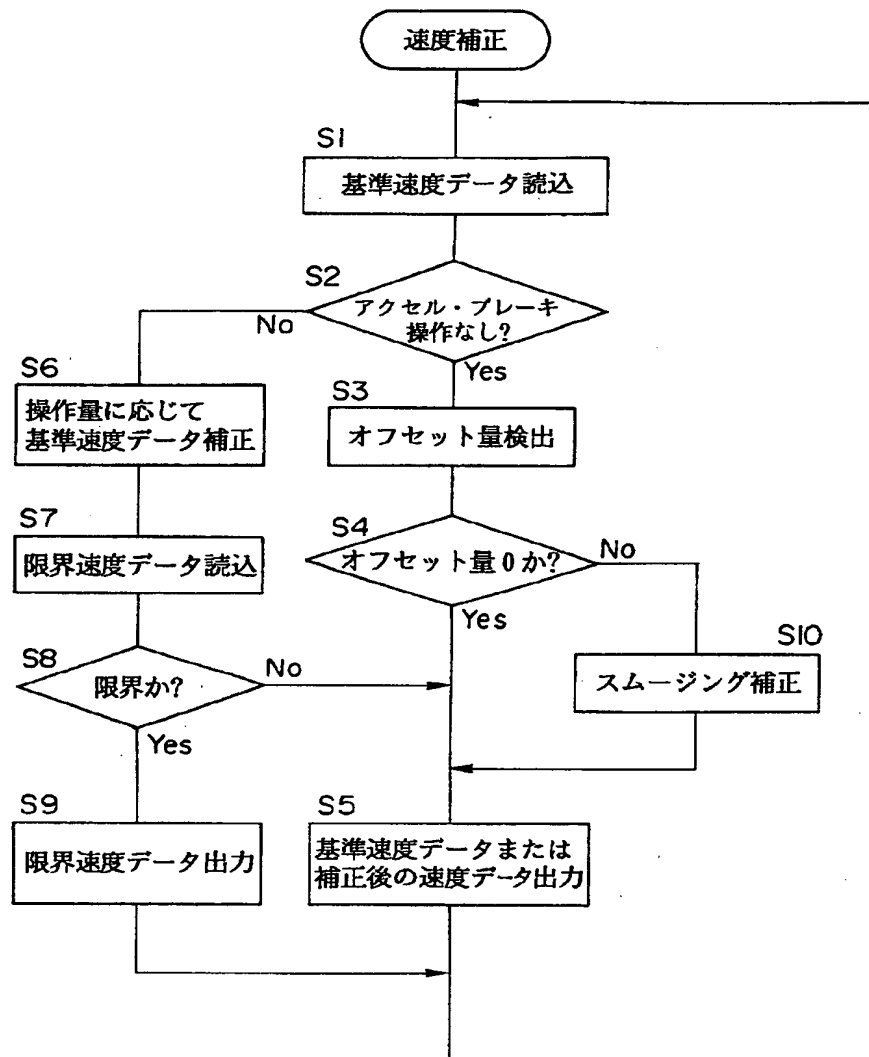 速度補正
S1
基準速度データ読込
S2
アクセル・ブレーキ
操作なし?
No
Yes
S6
操作量に応じて
基準速度データ補正
S3
オフセット量検出
S7
限界速度データ読込
S4
オフセット量0か?
No
Yes
S8
限界か?
No
Yes
S10
スムージング補正
S9
限界速度データ出力
S5
基準速度データまたは
補正後の速度データ出力